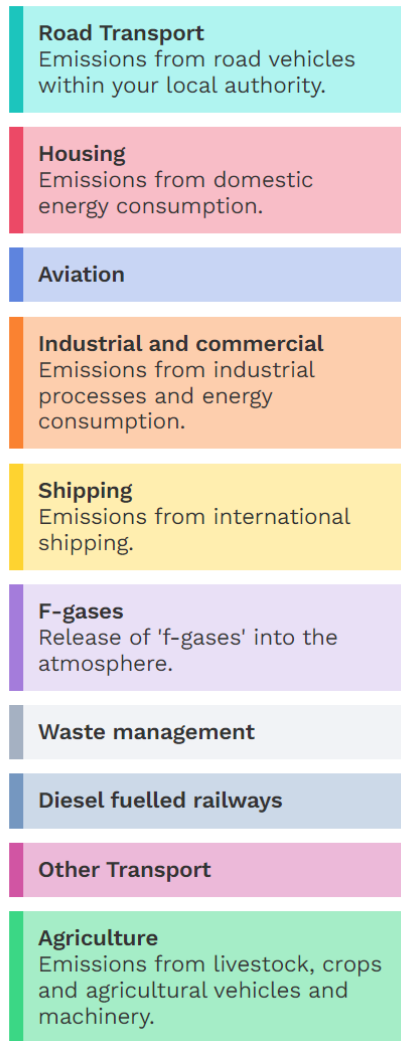 Road Transport
Emissions from road vehicles
within your local authority.
Housing
Emissions from domestic
energy consumption.
Aviation
Industrial and commercial
Emissions from industrial
processes and energy
consumption.
Shipping
Emissions from international
shipping.
F-gases
Release of 'f-gases' into the
atmosphere.
Waste management
Diesel fuelled railways
Other Transport
Agriculture
Emissions from livestock, crops
and agricultural vehicles and
machinery.